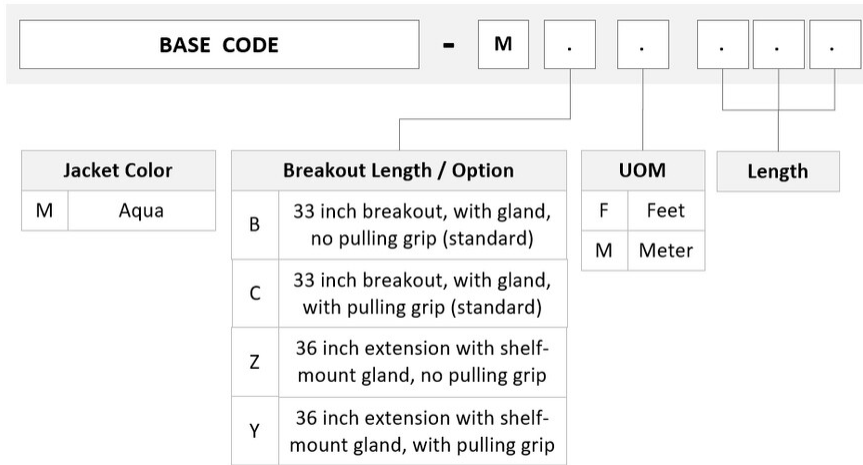 BASE CODE - M . . . . .
Jacket Color
M Aqua
Breakout Length / Option
B 33 inch breakout, with gland,
no pulling grip (standard)
C 33 inch breakout, with gland,
with pulling grip (standard)
Z 36 inch extension with shelf-
mount gland, no pulling grip
Y 36 inch extension with shelf-
mount gland, with pulling grip
UOM
F Feet
M Meter
Length